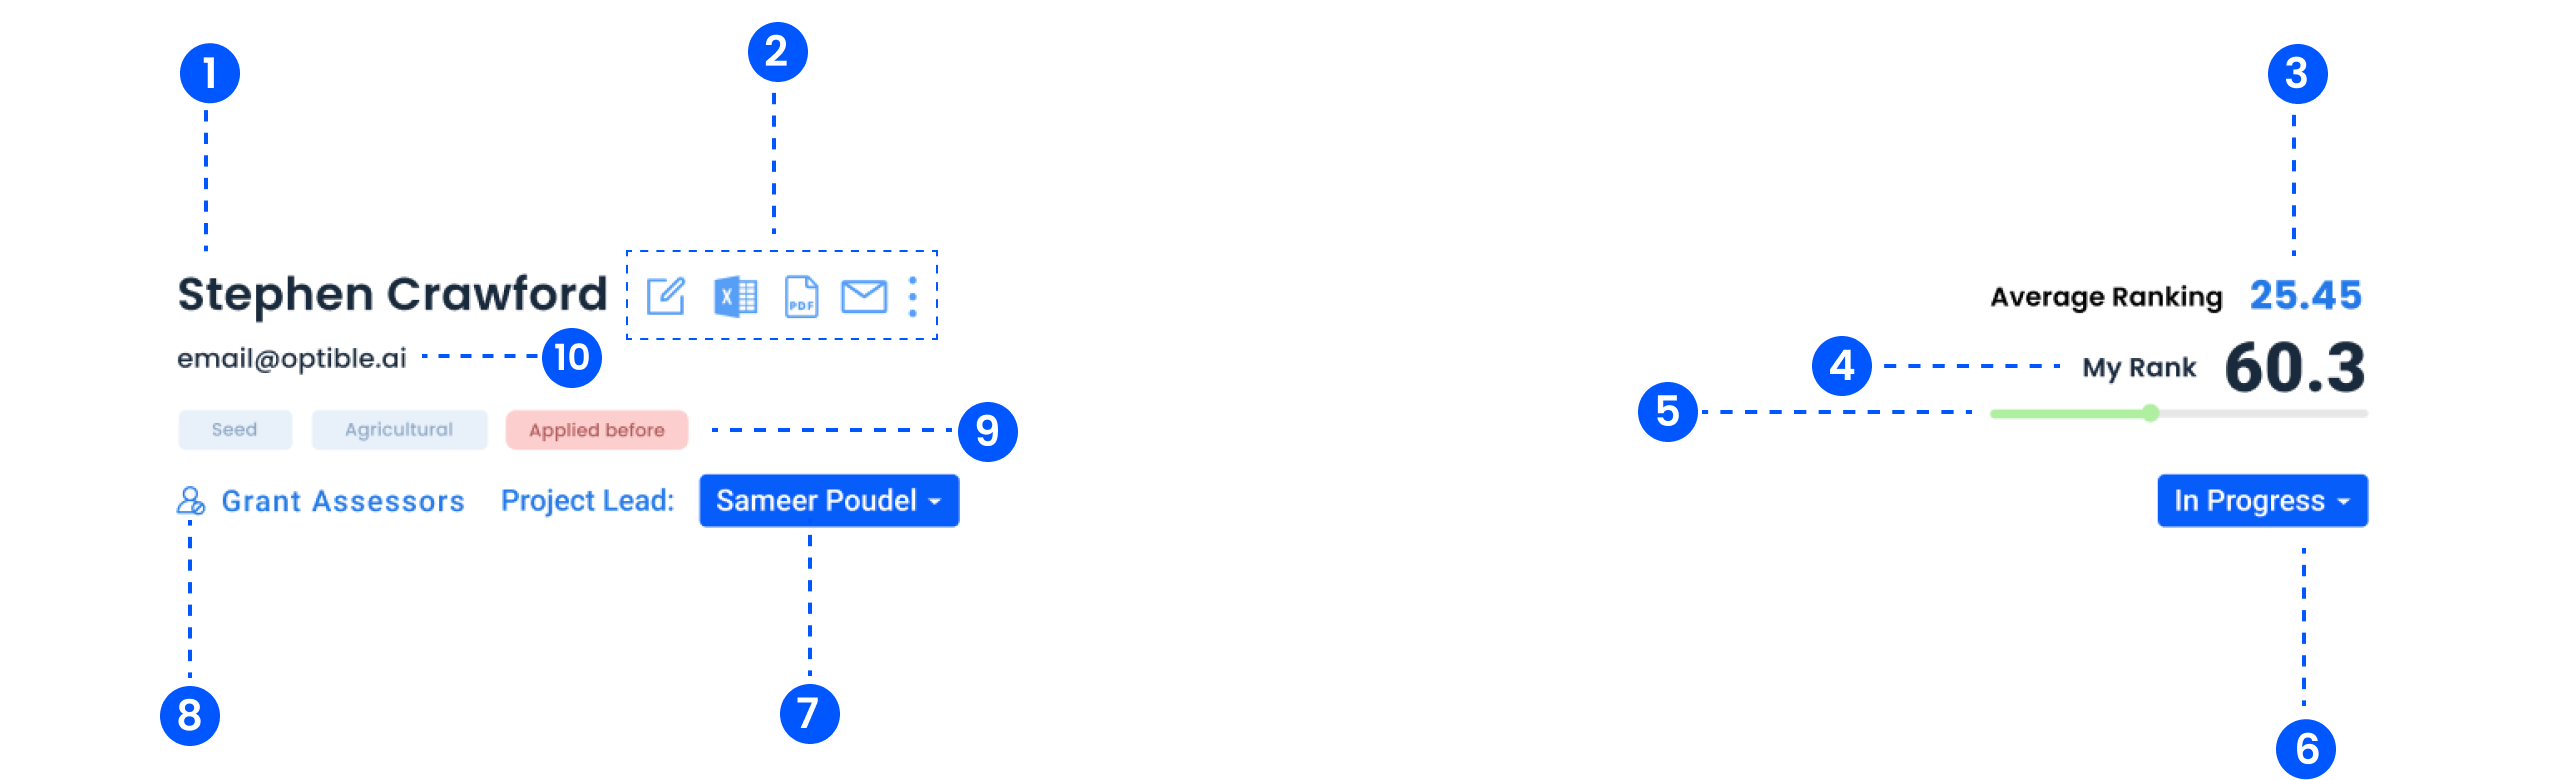 1
2
3
Stephen Crawford
X
PDF
Average Ranking 25.45
email@optible.ai
10
4
My Rank 60.3
5
Seed
Agricultural
Applied before
9
Grant Assessors
Project Lead:
Sameer Poudel
In Progress
8
7
6